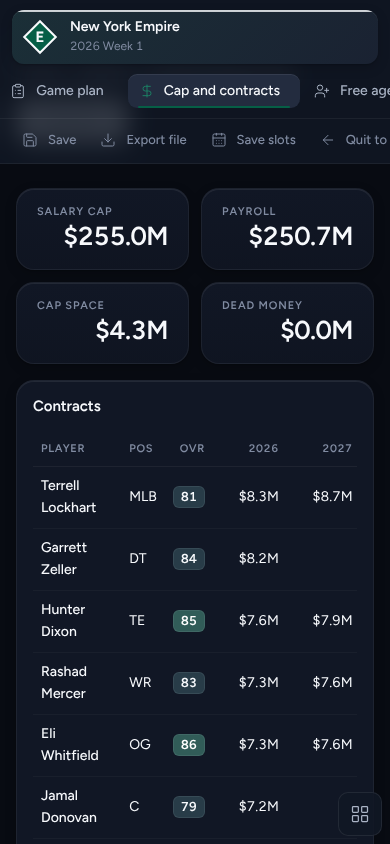 E
New York Empire
2026 Week 1
Game plan
Cap and contracts
Free age
Save
Export file
Save slots
Quit to
SALARY CAP
$255.0M
PAYROLL
$250.7M
CAP SPACE
$4.3M
DEAD MONEY
$0.0M
Contracts
PLAYER POS OVR 2026 2027
Terrell
Lockhart
MLB 81 $8.3M $8.7M
Garrett
Zeller
DT 84 $8.2M
Hunter
Dixon
TE 85 $7.6M $7.9M
Rashad
Mercer
WR 83 $7.3M $7.6M
Eli
Whitfield
OG 86 $7.3M $7.6M
Jamal
Donovan
C 79 $7.2M